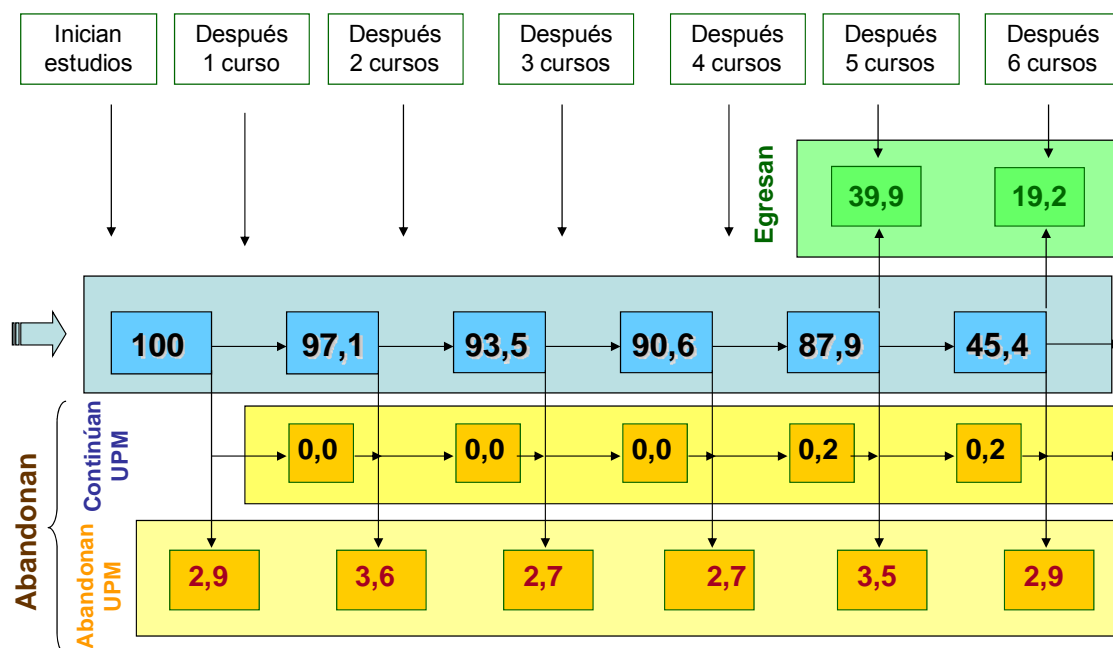 Inician
estudios
Después
1 curso
Después
2 cursos
Después
3 cursos
Después
4 cursos
Después
5 cursos
Después
6 cursos
Egresan
39,9
19,2
100
97,1
93,5
90,6
87,9
45,4
Abandonan
Continúan
UPM
0,0
0,0
0,0
0,2
0,2
Abandonan
UPM
2,9
3,6
2,7
2,7
3,5
2,9